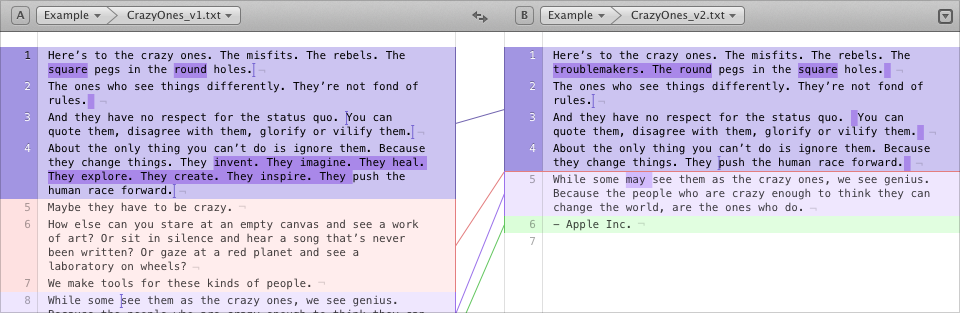 A Example CrazyOnes_v1.txt
1 Here's to the crazy ones. The misfits. The rebels. The
square pegs in the round holes.
2 The ones who see things differently. They're not fond of
rules.
3 And they have no respect for the status quo. You can
quote them, disagree with them, glorify or vilify them.
4 About the only thing you can't do is ignore them. Because
they change things. They invent. They imagine. They heal.
They explore. They create. They inspire. They push the
human race forward.
5 Maybe they have to be crazy.
6 How else can you stare at an empty canvas and see a work
of art? Or sit in silence and hear a song that's never
been written? Or gaze at a red planet and see a
laboratory on wheels?
7 We make tools for these kinds of people.
8 While some see them as the crazy ones, we see genius.
B Example CrazyOnes_v2.txt
1 Here's to the crazy ones. The misfits. The rebels. The
troublemakers. The round pegs in the square holes.
2 The ones who see things differently. They're not fond of
rules.
3 And they have no respect for the status quo. You can
quote them, disagree with them, glorify or vilify them.
4 About the only thing you can't do is ignore them. Because
they change things. They push the human race forward.
5 While some may see them as the crazy ones, we see genius.
Because the people who are crazy enough to think they can
change the world, are the ones who do.
6 – Apple Inc.
7